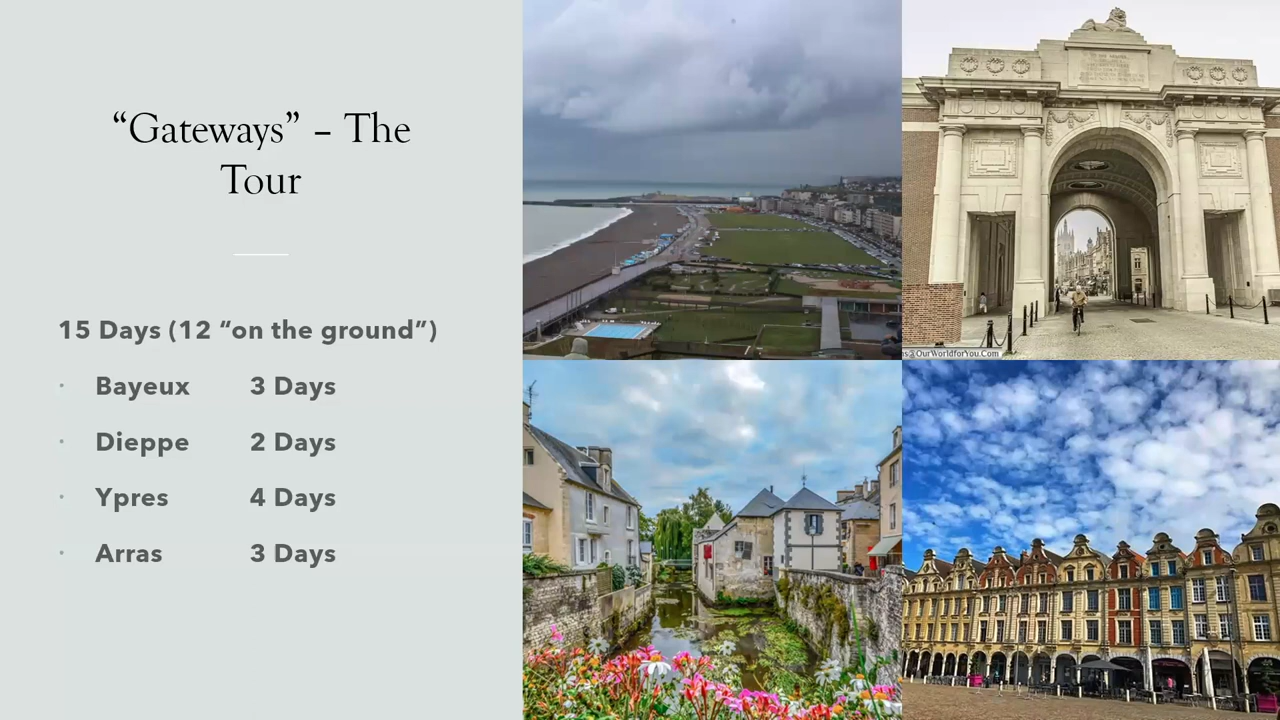 “Gateways” – The
Tour
15 Days (12 “on the ground”)
· Bayeux 3 Days
· Dieppe 2 Days
· Ypres 4 Days
· Arras 3 Days
@OurWorldforYou.Com